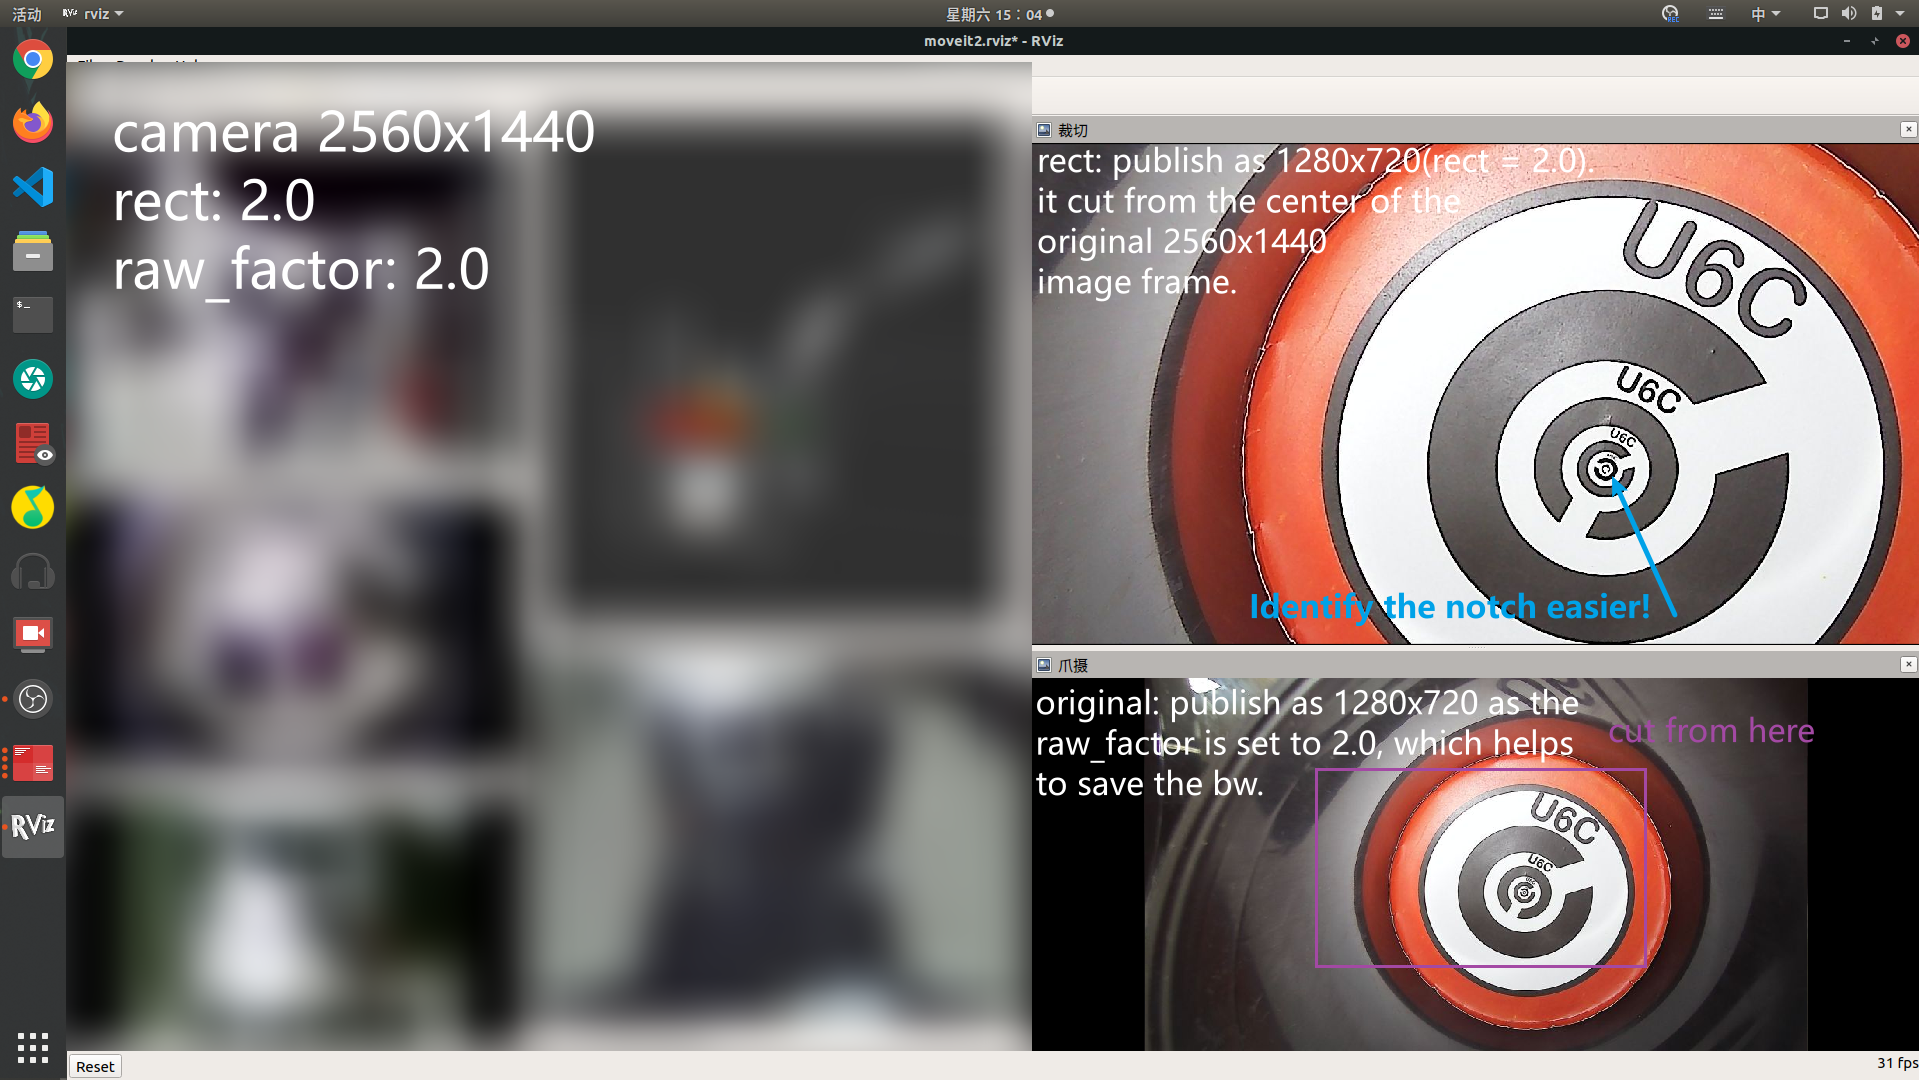 活动
RViz
rviz
星期六 15：04
REC
中
moveit2.rviz* - RViz
camera 2560x1440
rect: 2.0
raw_factor: 2.0
裁切
rect: publish as 1280x720(rect = 2.0).
it cut from the center of the
original 2560x1440
image frame.
U6C
U6C
U6C
Identify the notch easier!
爪摄
original: publish as 1280x720 as the
raw_factor is set to 2.0, which helps
to save the bw.
cut from here
U6C
U6C
$_
RViz
Reset
31 fps